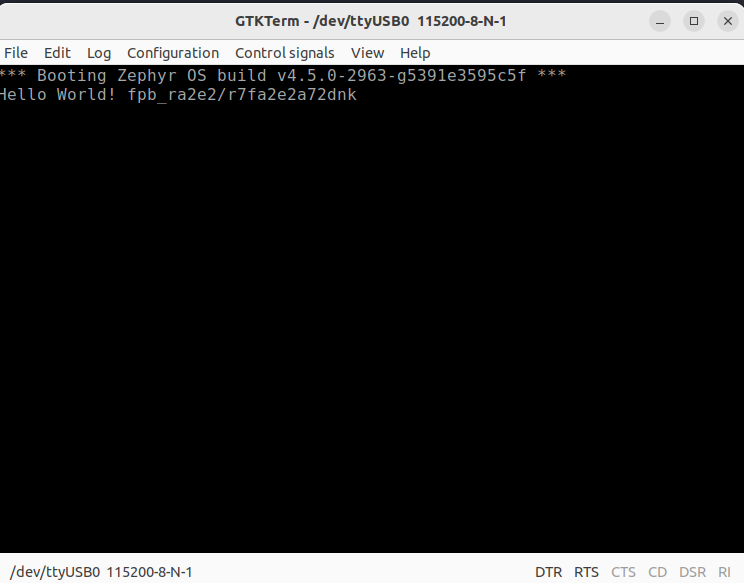 GTKTerm - /dev/ttyUSB0 115200-8-N-1
File Edit Log Configuration Control signals View Help
*** Booting Zephyr OS build v4.5.0-2963-g5391e3595c5f ***
Hello World! fpb_ra2e2/r7fa2e2a72dnk
/dev/ttyUSB0 115200-8-N-1 DTR RTS CTS CD DSR RI